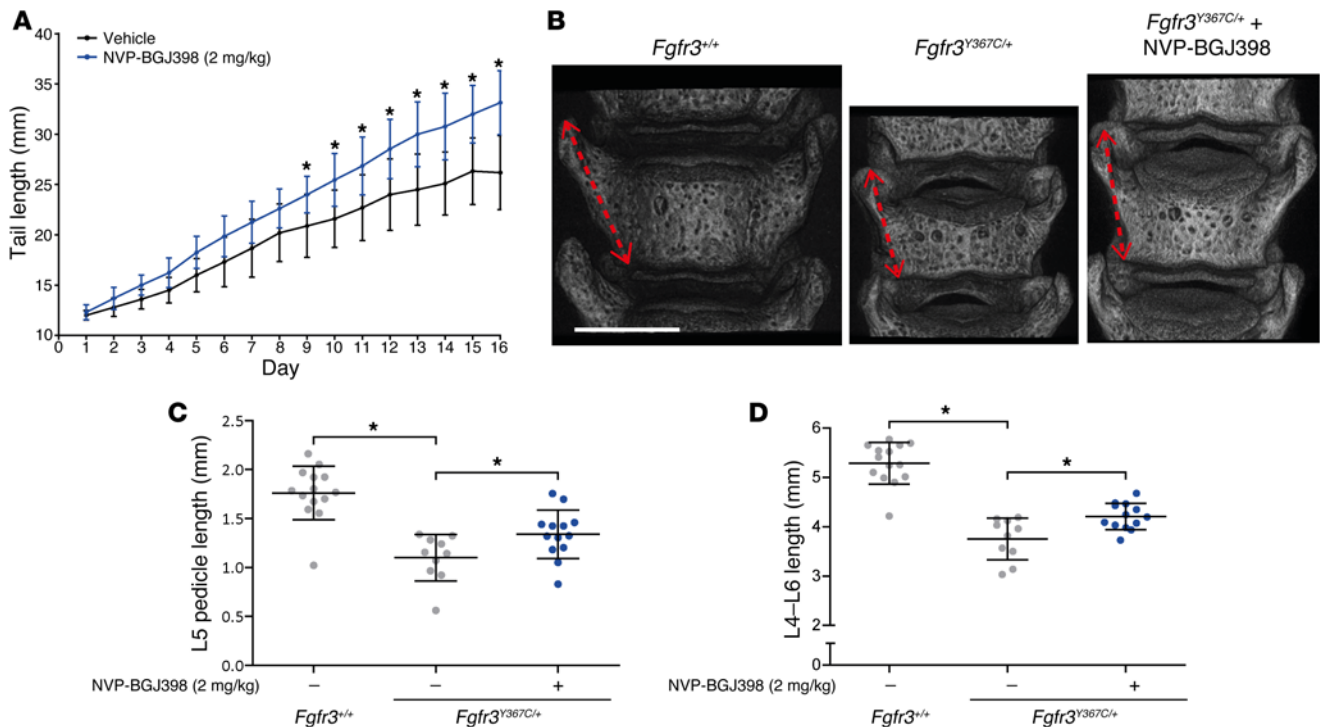 A
Tail length (mm)
40
35
30
25
20
15
10
Vehicle
NVP-BGJ398 (2 mg/kg)
* * * * * * * *
0 1 2 3 4 5 6 7 8 9 10 11 12 13 14 15 16
Day
B
Fgfr3+/+
Fgfr3Y367C/+
Fgfr3Y367C/+ +
NVP-BGJ398
C
L5 pedicle length (mm)
2.5
2.0
1.5
1.0
0.5
0.0
*
*
NVP-BGJ398 (2 mg/kg) – – +
Fgfr3+/+ Fgfr3Y367C/+
D
L4–L6 length (mm)
6
5
4
3
2
0
*
*
NVP-BGJ398 (2 mg/kg) – – +
Fgfr3+/+ Fgfr3Y367C/+